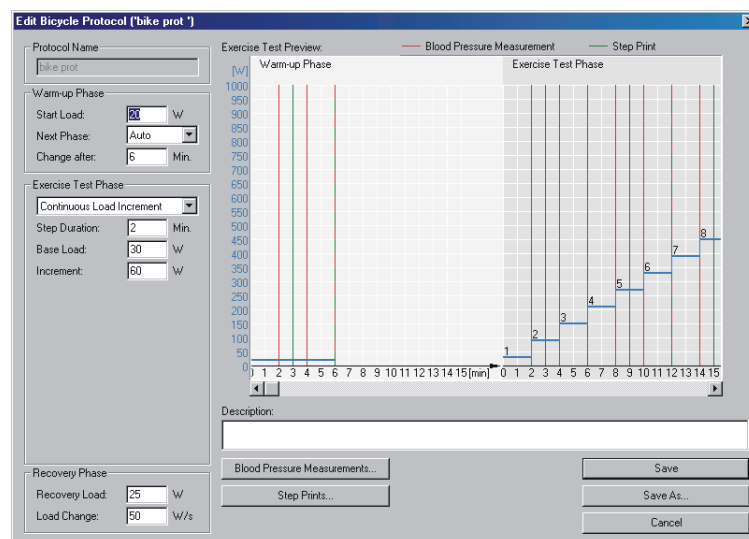 Edit Bicycle Protocol ('bike prot ')
Protocol Name
bike prot
Warm-up Phase
Start Load: 20 W
Next Phase: Auto
Change after: 6 Min.
Exercise Test Phase
Continuous Load Increment
Step Duration: 2 Min.
Base Load: 30 W
Increment: 60 W
Recovery Phase
Recovery Load: 25 W
Load Change: 50 W/s
Exercise Test Preview: Blood Pressure Measurement Step Print
[W] Warm-up Phase Exercise Test Phase
1000
950
900
850
800
750
700
650
600
550
500
450
400
350
300
250
200
150
100
50
0
1 2 3 4 5 6 7 8
0 1 2 3 4 5 6 7 8 9 10 11 12 13 14 15 [min] 0 1 2 3 4 5 6 7 8 9 10 11 12 13 14 15
Description:
Blood Pressure Measurements... Save
Step Prints... Save As...
Cancel